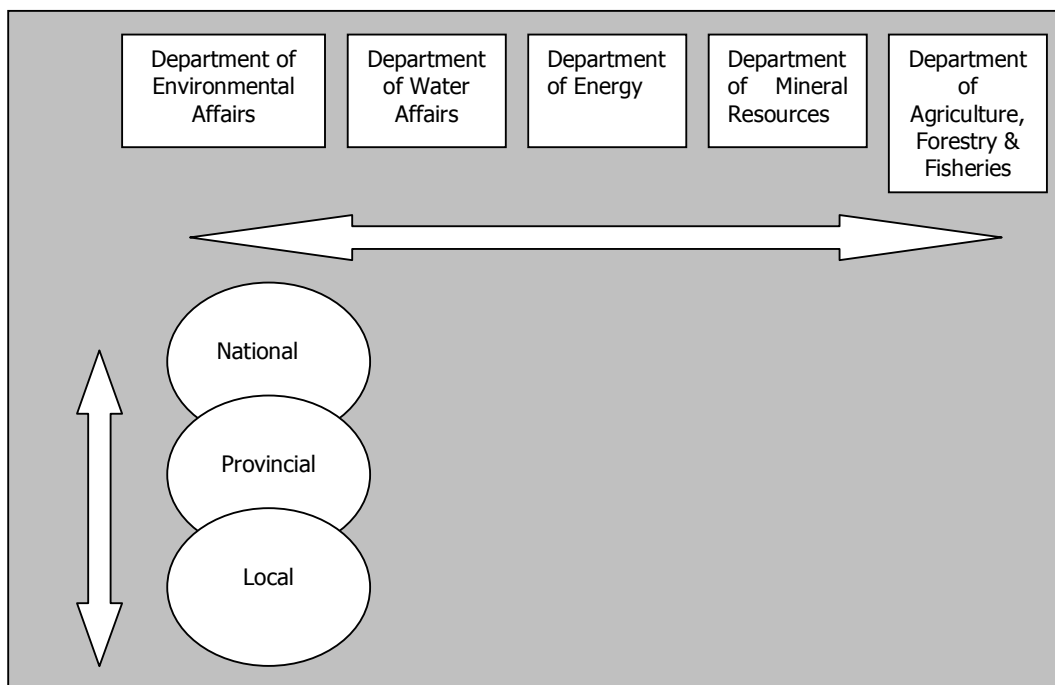 Department of
Environmental
Affairs
Department
of Water
Affairs
Department
of Energy
Department
of Mineral
Resources
Department
of
Agriculture,
Forestry &
Fisheries
National
Provincial
Local